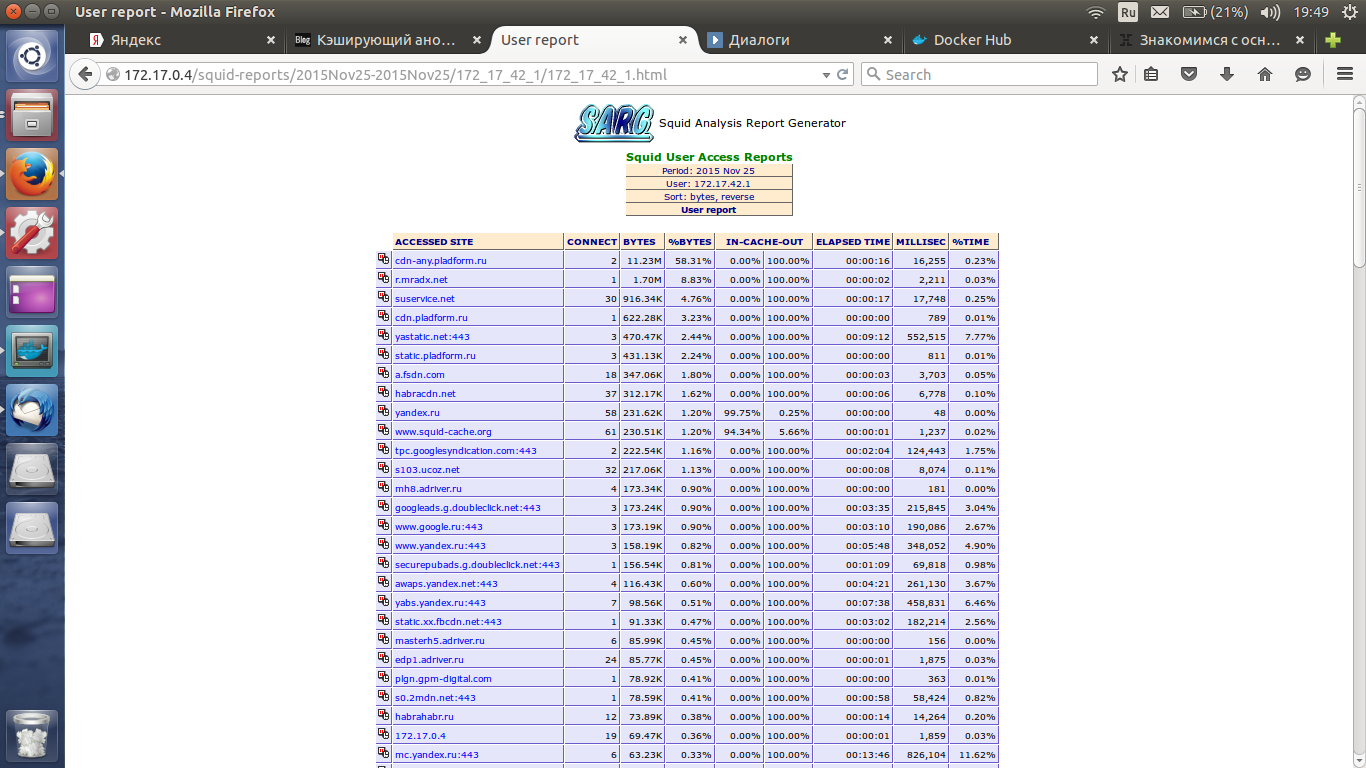 User report - Mozilla Firefox
Ru
(21%)
19:49
Я Яндекс
Blog Кэширующий ано...
User report
Диалоги
Docker Hub
Знакомимся с осн...
172.17.0.4/squid-reports/2015Nov25-2015Nov25/172_17_42_1/172_17_42_1.html
Search
SARG Squid Analysis Report Generator
Squid User Access Reports
Period: 2015 Nov 25
User: 172.17.42.1
Sort: bytes, reverse
User report
ACCESSED SITE CONNECT BYTES %BYTES IN-CACHE-OUT ELAPSED TIME MILLISEC %TIME
cdn-any.pladform.ru 2 11.23M 58.31% 0.00% 100.00% 00:00:16 16,255 0.23%
r.mradx.net 1 1.70M 8.83% 0.00% 100.00% 00:00:02 2,211 0.03%
suservice.net 30 916.34K 4.76% 0.00% 100.00% 00:00:17 17,748 0.25%
cdn.pladform.ru 1 622.28K 3.23% 0.00% 100.00% 00:00:00 789 0.01%
yastatic.net:443 3 470.47K 2.44% 0.00% 100.00% 00:09:12 552,515 7.77%
static.pladform.ru 3 431.13K 2.24% 0.00% 100.00% 00:00:00 811 0.01%
a.fsdn.com 18 347.06K 1.80% 0.00% 100.00% 00:00:03 3,703 0.05%
habracdn.net 37 312.17K 1.62% 0.00% 100.00% 00:00:06 6,778 0.10%
yandex.ru 58 231.62K 1.20% 99.75% 0.25% 00:00:00 48 0.00%
www.squid-cache.org 61 230.51K 1.20% 94.34% 5.66% 00:00:01 1,237 0.02%
tpc.googlesyndication.com:443 2 222.54K 1.16% 0.00% 100.00% 00:02:04 124,443 1.75%
s103.ucoz.net 32 217.06K 1.13% 0.00% 100.00% 00:00:08 8,074 0.11%
mh8.adriver.ru 4 173.34K 0.90% 0.00% 100.00% 00:00:00 181 0.00%
googleads.g.doubleclick.net:443 3 173.24K 0.90% 0.00% 100.00% 00:03:35 215,845 3.04%
www.google.ru:443 3 173.19K 0.90% 0.00% 100.00% 00:03:10 190,086 2.67%
www.yandex.ru:443 3 158.19K 0.82% 0.00% 100.00% 00:05:48 348,052 4.90%
securepubads.g.doubleclick.net:443 1 156.54K 0.81% 0.00% 100.00% 00:01:09 69,818 0.98%
awaps.yandex.net:443 4 116.43K 0.60% 0.00% 100.00% 00:04:21 261,130 3.67%
yabs.yandex.ru:443 7 98.56K 0.51% 0.00% 100.00% 00:07:38 458,831 6.46%
static.xx.fbcdn.net:443 1 91.33K 0.47% 0.00% 100.00% 00:03:02 182,214 2.56%
masterh5.adriver.ru 6 85.99K 0.45% 0.00% 100.00% 00:00:00 156 0.00%
edp1.adriver.ru 24 85.77K 0.45% 0.00% 100.00% 00:00:01 1,875 0.03%
plgn.gpm-digital.com 1 78.92K 0.41% 0.00% 100.00% 00:00:00 363 0.01%
s0.2mdn.net:443 1 78.59K 0.41% 0.00% 100.00% 00:00:58 58,424 0.82%
habrahabr.ru 12 73.89K 0.38% 0.00% 100.00% 00:00:14 14,264 0.20%
172.17.0.4 19 69.47K 0.36% 0.00% 100.00% 00:00:01 1,859 0.03%
mc.yandex.ru:443 6 63.23K 0.33% 0.00% 100.00% 00:13:46 826,104 11.62%